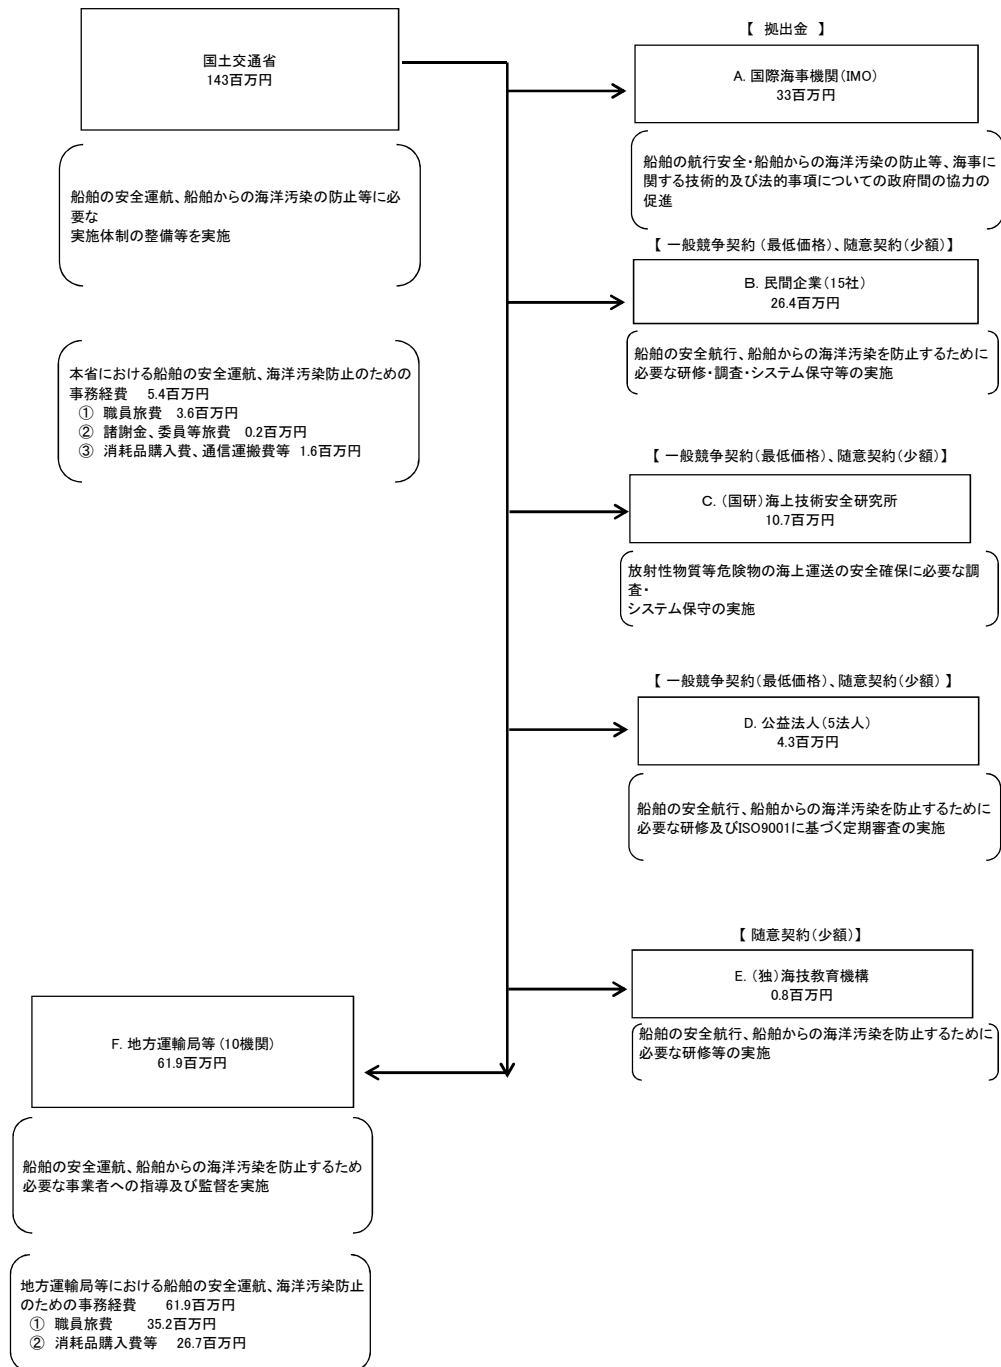 国土交通省
143百万円
船舶の安全運航、船舶からの海洋汚染の防止等に必
要な
実施体制の整備等を実施
本省における船舶の安全運航、海洋汚染防止のための
事務経費　5.4百万円
①　職員旅費　3.6百万円
②　諸謝金、委員等旅費　0.2百万円
③　消耗品購入費、通信運搬費等　1.6百万円
【　拠出金　】
A. 国際海事機関（IMO）
33百万円
船舶の航行安全・船舶からの海洋汚染の防止等、海事に
関する技術的及び法的事項についての政府間の協力の
促進
【 一般競争契約（最低価格）、随意契約（少額）】
B. 民間企業（15社）
26.4百万円
船舶の安全航行、船舶からの海洋汚染を防止するために
必要な研修・調査・システム保守等の実施
【 一般競争契約（最低価格）、随意契約（少額）】
C. （国研）海上技術安全研究所
10.7百万円
放射性物質等危険物の海上運送の安全確保に必要な調
査・
システム保守の実施
【 一般競争契約（最低価格）、随意契約（少額） 】
D. 公益法人（5法人）
4.3百万円
船舶の安全航行、船舶からの海洋汚染を防止するために
必要な研修及びISO9001に基づく定期審査の実施
【 随意契約（少額）】
E. （独）海技教育機構
0.8百万円
船舶の安全航行、船舶からの海洋汚染を防止するために
必要な研修等の実施
F. 地方運輸局等（10機関）
61.9百万円
船舶の安全運航、船舶からの海洋汚染を防止するため
必要な事業者への指導及び監督を実施
地方運輸局等における船舶の安全運航、海洋汚染防止
のための事務経費　61.9百万円
①　職員旅費　35.2百万円
②　消耗品購入費等　26.7百万円